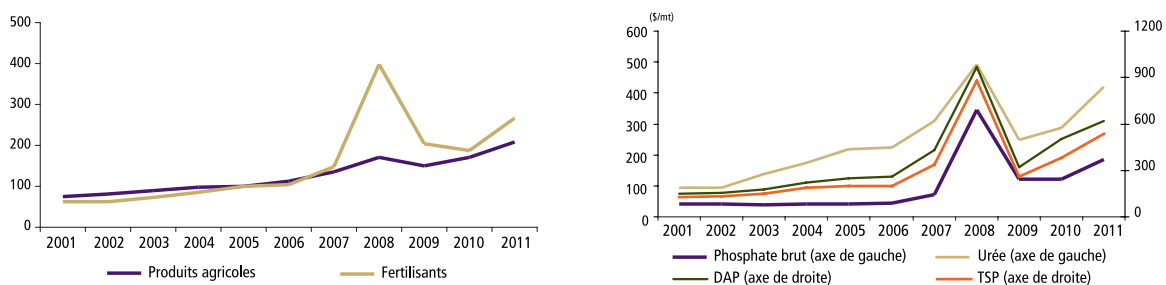 500
400
300
200
100
0
2001 2002 2003 2004 2005 2006 2007 2008 2009 2010 2011
Produits agricoles Fertilisants
($/mt)
600 1200
500
900
400
300 600
200
300
100
0 0
2001 2002 2003 2004 2005 2006 2007 2008 2009 2010 2011
Phosphate brut (axe de gauche) Urée (axe de gauche)
DAP (axe de droite) TSP (axe de droite)